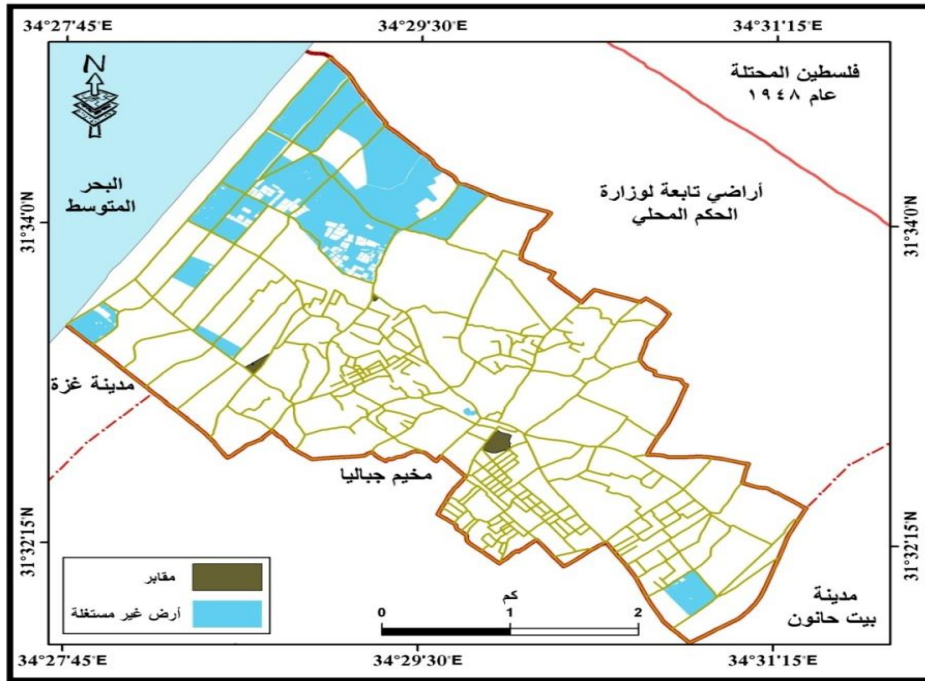 34°27'45"E
34°29'30"E
34°31'15"E
N
فلسطين المحتلة
عام ١٩٤٨
البحر
المتوسط
أراضي تابعة لوزارة
الحكم المحلي
31°34'0"N
31°34'0"N
مدينة غزة
مخيم جباليا
31°32'15"N
31°32'15"N
مقابر
أرض غير مستغلة
كم
0 1 2
مدينة
بيت حانون
34°27'45"E
34°29'30"E
34°31'15"E